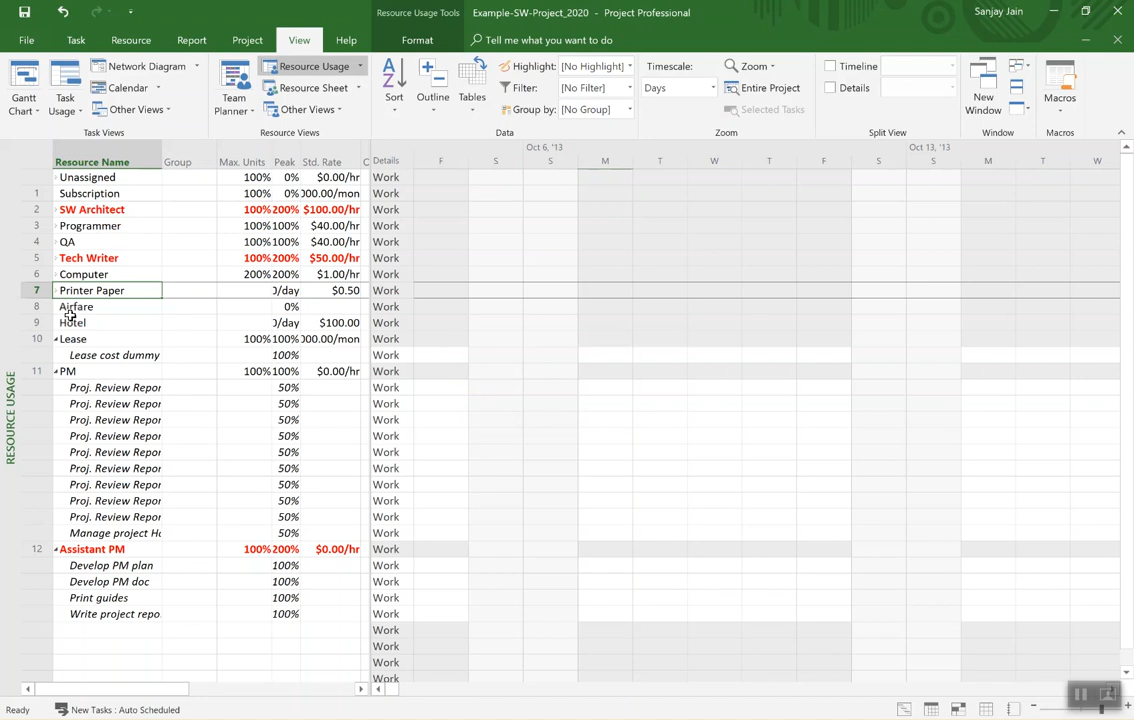 Resource Usage Tools Example-SW-Project_2020 - Project Professional Sanjay Jain
File Task Resource Report Project View Help Format Tell me what you want to do
Network Diagram Resource Usage Highlight: [No Highlight] Timescale: Zoom Timeline
Calendar Resource Sheet Filter: [No Filter] Days Entire Project Details
Gantt Chart Task Usage Other Views Team Planner Other Views Sort Outline Tables Group by: [No Group] Selected Tasks New Window Macros
Task Views Resource Views Data Zoom Split View Window Macros
Oct 6, '13 Oct 13, '13
Resource Name Group Max. Units Peak Std. Rate C Details F S S M T W T F S S M T W
Unassigned 100% 0% $0.00/hr Work
1 Subscription 100% 0% 000.00/mon Work
2 SW Architect 100% 200% $100.00/hr Work
3 Programmer 100% 100% $40.00/hr Work
4 QA 100% 100% $40.00/hr Work
5 Tech Writer 100% 200% $50.00/hr Work
6 Computer 200% 200% $1.00/hr Work
7 Printer Paper 0/day $0.50 Work
8 Airfare 0% Work
9 Hotel 0/day $100.00 Work
10 Lease 100% 100% 000.00/mon Work
Lease cost dummy 100% Work
11 PM 100% 100% $0.00/hr Work
Proj. Review Repor 50% Work
Proj. Review Repor 50% Work
Proj. Review Repor 50% Work
Proj. Review Repor 50% Work
Proj. Review Repor 50% Work
Proj. Review Repor 50% Work
Proj. Review Repor 50% Work
Proj. Review Repor 50% Work
Proj. Review Repor 50% Work
Manage project Ho 50% Work
12 Assistant PM 100% 200% $0.00/hr Work
Develop PM plan 100% Work
Develop PM doc 100% Work
Print guides 100% Work
Write project repo 100% Work
Work
Work
Work
Work
RESOURCE USAGE
Ready New Tasks : Auto Scheduled